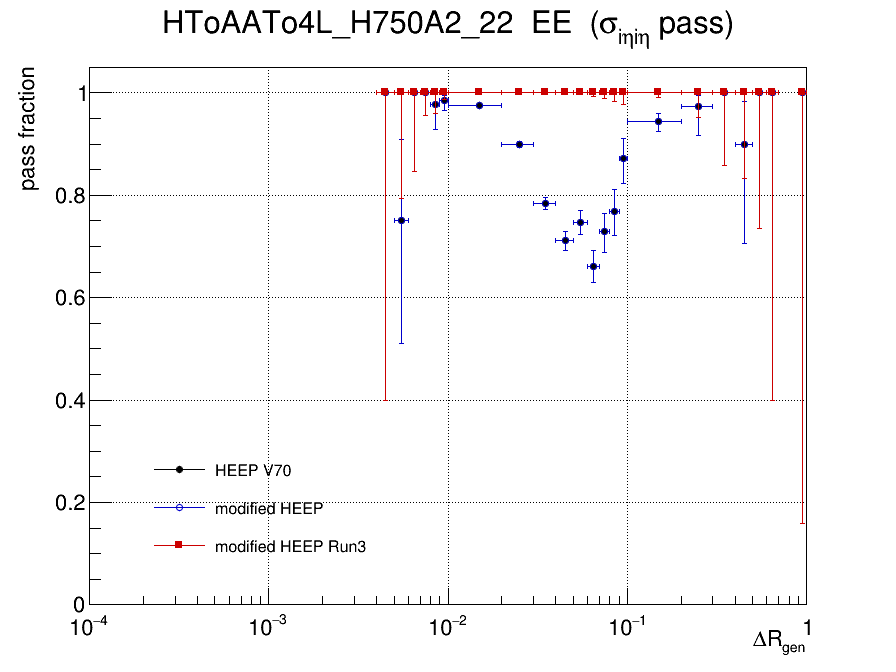 HToAATo4L_H750A2_22 EE (σiηiη pass)
pass fraction
1
0.8
0.6
0.4
0.2
0
HEEP V70
modified HEEP
modified HEEP Run3
10⁻⁴ 10⁻³ 10⁻² 10⁻¹ 1
ΔRgen